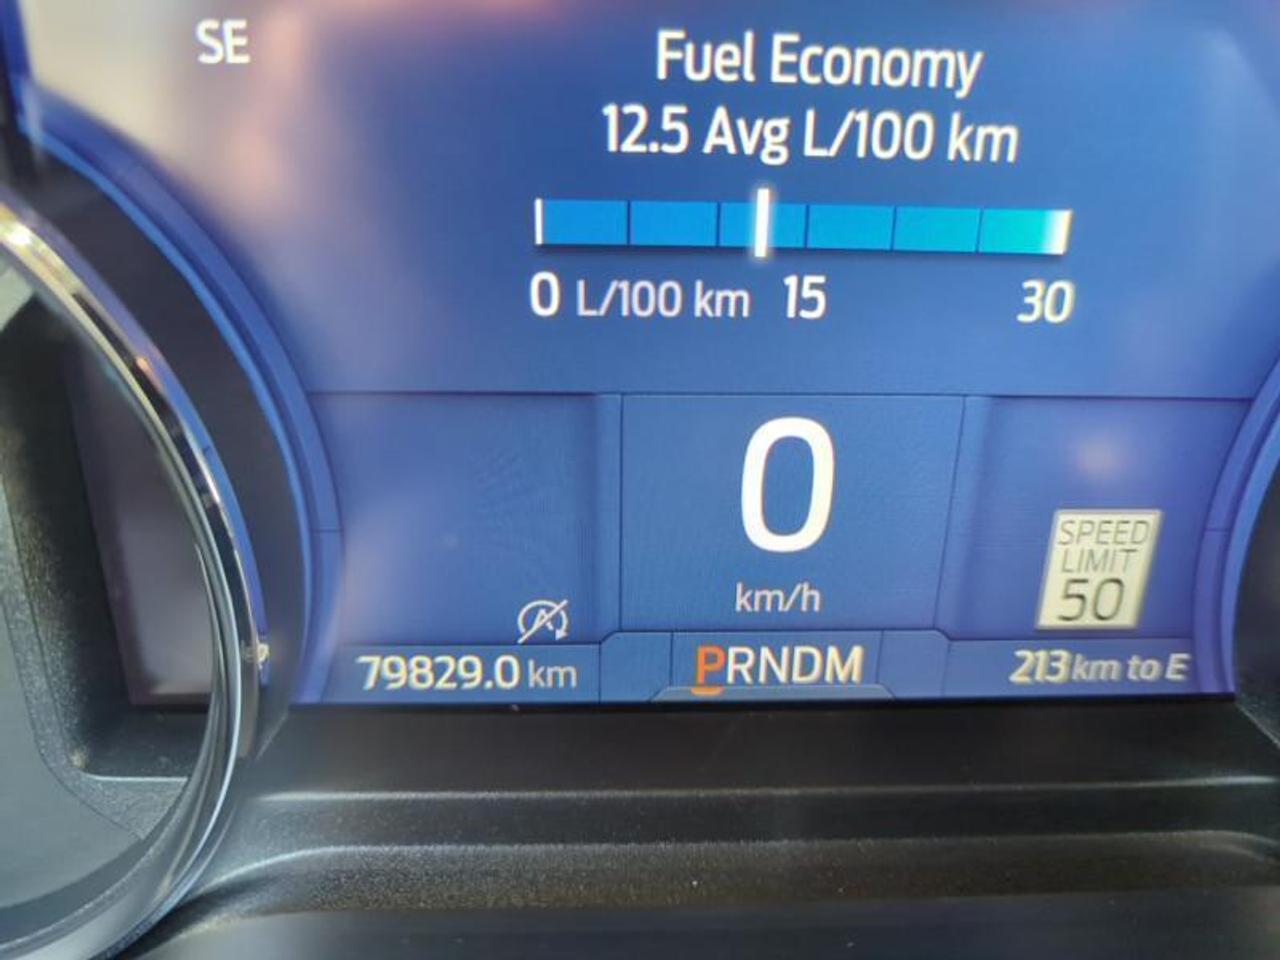 SE
Fuel Economy
12.5 Avg L/100 km
0 L/100 km 15 30
0
km/h
SPEED
LIMIT
50
79829.0 km
PRNDM
213 km to E